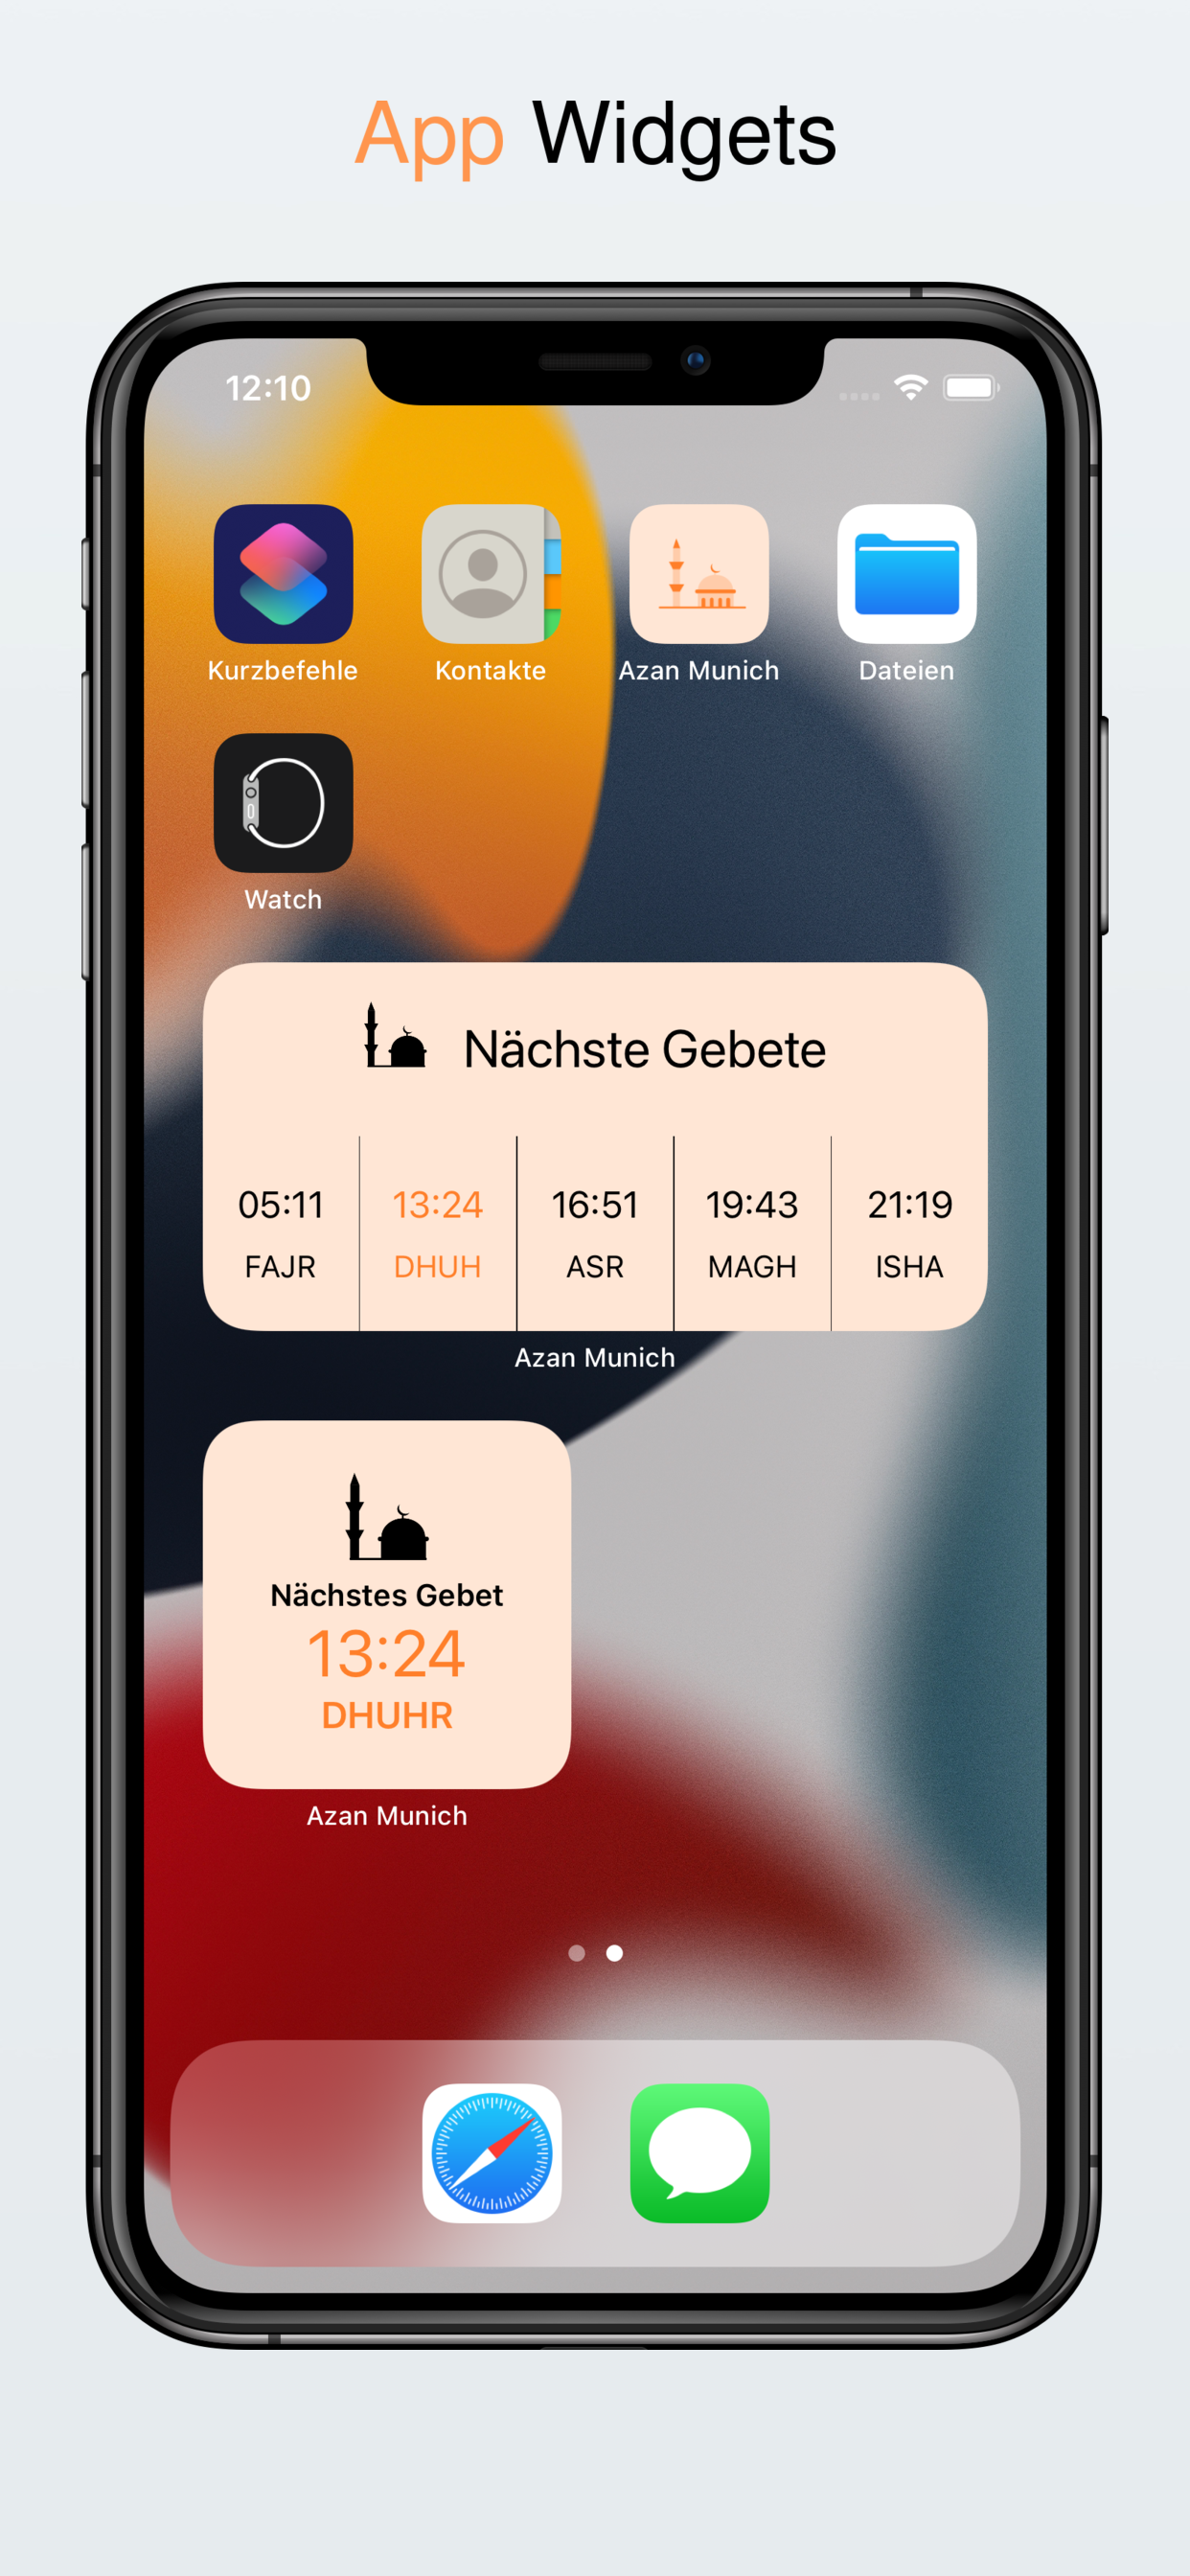 App Widgets
12:10
Kurzbefehle Kontakte Azan Munich Dateien
Watch
Nächste Gebete
05:11 13:24 16:51 19:43 21:19
FAJR DHUH ASR MAGH ISHA
Azan Munich
Nächstes Gebet
13:24
DHUHR
Azan Munich